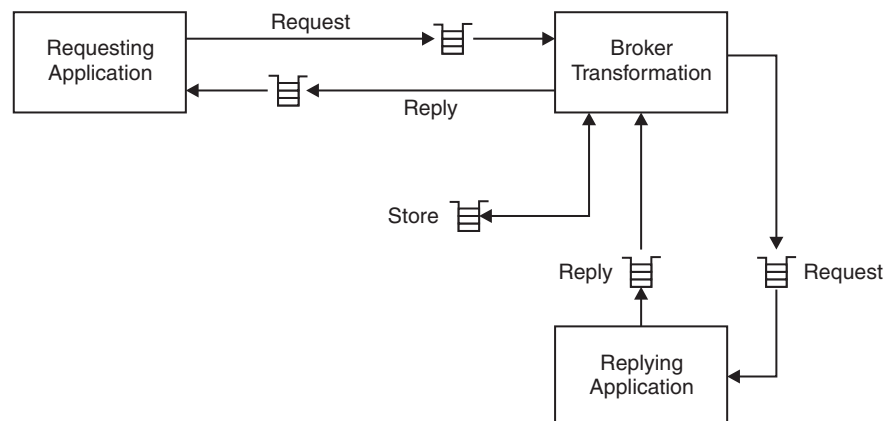 Requesting
Application
Request
Reply
Broker
Transformation
Store
Reply
Request
Replying
Application